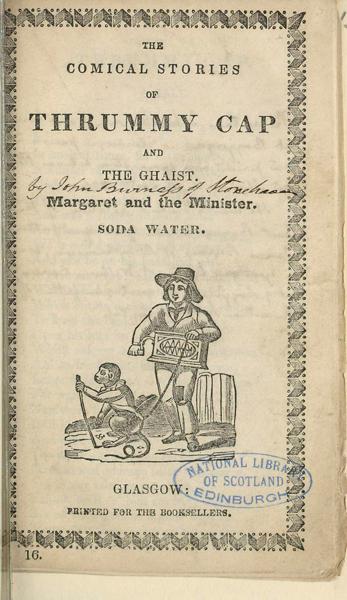 THE
COMICAL STORIES
OF
THRUMMY CAP
AND
THE GHAIST.
by John Burness of Stonehaven
Margaret and the Minister.
SODA WATER.
NATIONAL LIBRARY
OF SCOTLAND
EDINBURGH
GLASGOW:
PRINTED FOR THE BOOKSELLERS.
16.